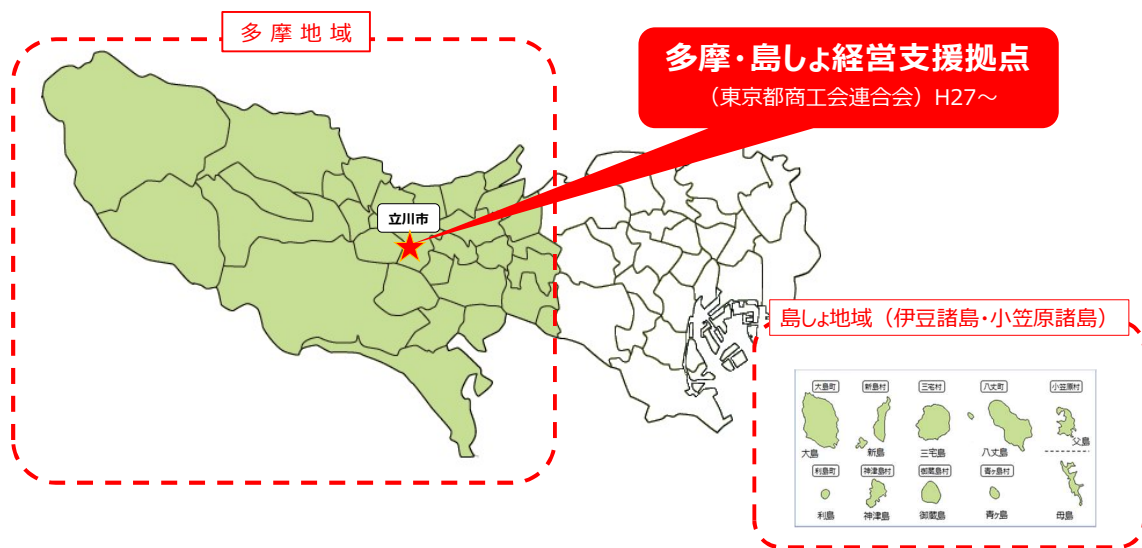 多摩地域
多摩・島しょ経営支援拠点
（東京都商工会連合会）H27～
立川市
島しょ地域（伊豆諸島・小笠原諸島）
大島町 新島村 三宅村 八丈町 小笠原村
大島 新島 三宅島 八丈島 父島
利島町 神津島村 御蔵島村 青ヶ島村
利島 神津島 御蔵島 青ケ島 母島